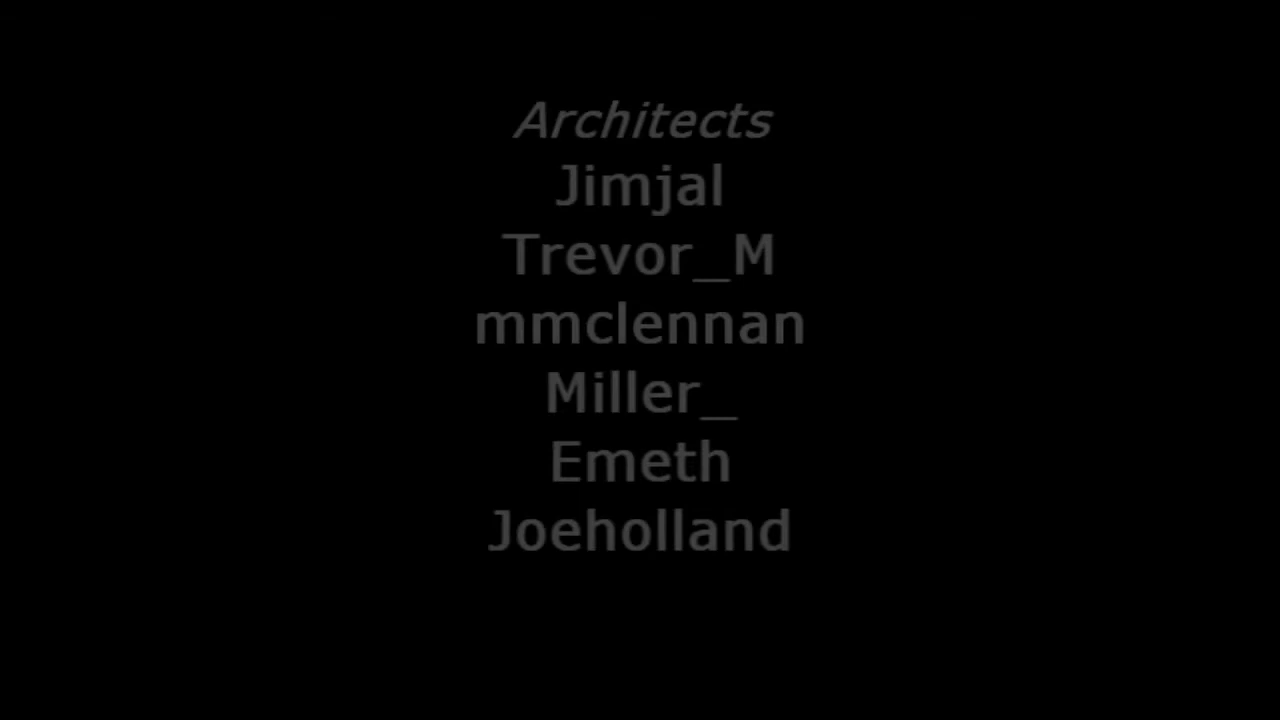 Architects
Jimjal
Trevor_M
mmclennan
Miller_
Emeth
Joeholland